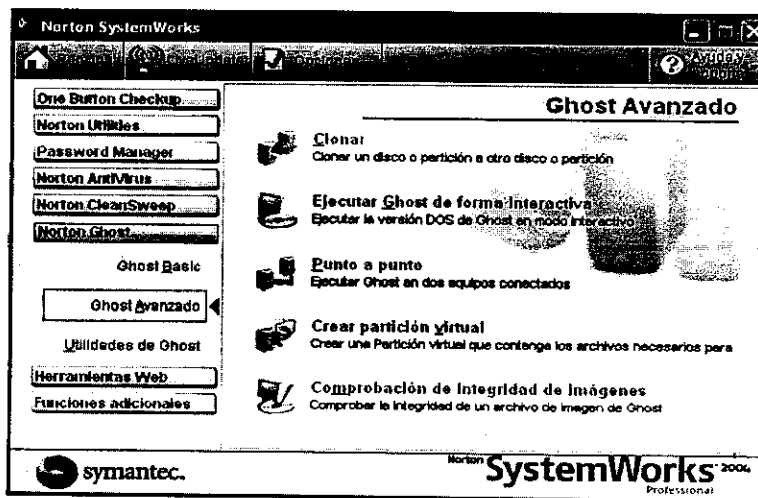 Norton SystemWorks
Ayuda y
One Button Checkup
Norton Utilities
Password Manager
Norton AntiVirus
Norton CleanSweep
Norton Ghost
Ghost Basic
Ghost Avanzado
Utilidades de Ghost
Herramientas Web
Funciones adicionales
Ghost Avanzado
Clonar
Clonar un disco o partición a otro disco o partición
Ejecutar Ghost de forma interactiva
Ejecutar la versión DOS de Ghost en modo interactivo
Punto a punto
Ejecutar Ghost en dos equipos conectados
Crear partición virtual
Crear una Partición virtual que contenga los archivos necesarios para
Comprobación de integridad de imágenes
Comprobar la integridad de un archivo de imagen de Ghost
symantec.
Norton SystemWorks 2004
Professional